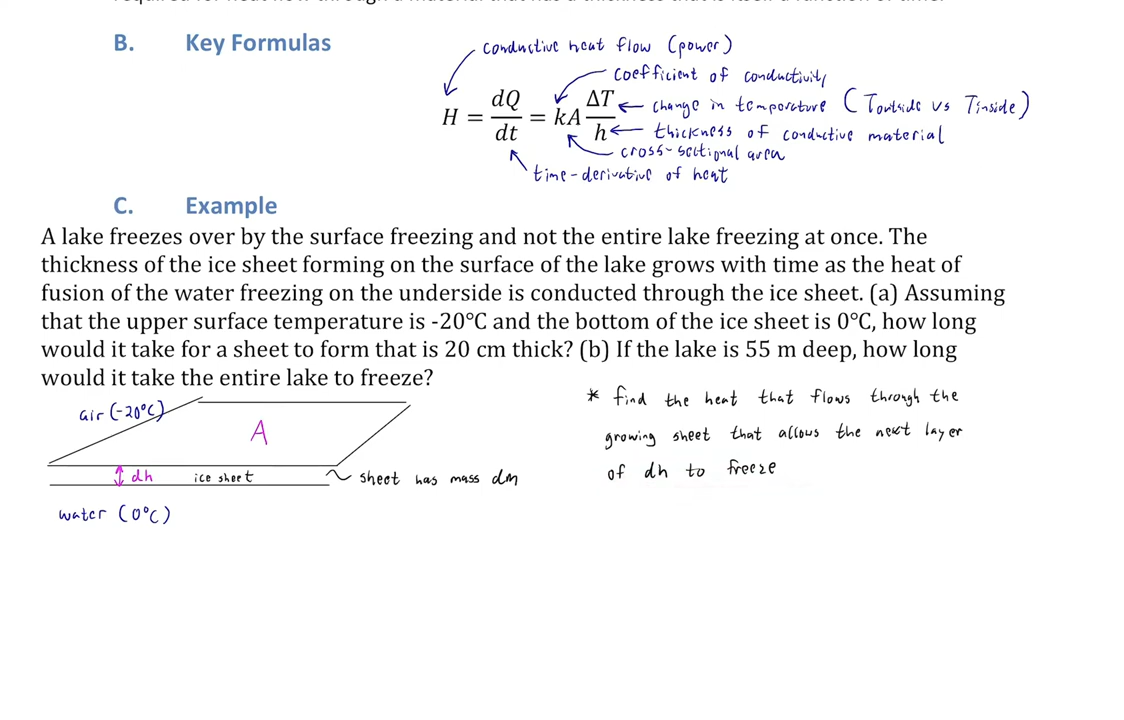 B. Key Formulas
conductive heat flow (power)
coefficient of conductivity
H = dQ/dt = kA ΔT/h
change in temperature (Toutside vs Tinside)
thickness of conductive material
cross-sectional area
time-derivative of heat
C. Example
A lake freezes over by the surface freezing and not the entire lake freezing at once. The
thickness of the ice sheet forming on the surface of the lake grows with time as the heat of
fusion of the water freezing on the underside is conducted through the ice sheet. (a) Assuming
that the upper surface temperature is -20°C and the bottom of the ice sheet is 0°C, how long
would it take for a sheet to form that is 20 cm thick? (b) If the lake is 55 m deep, how long
would it take the entire lake to freeze?
air (-20°C)
A
dh
ice sheet
sheet has mass dm
water (0°C)
* find the heat that flows through the
growing sheet that allows the next layer
of dh to freeze